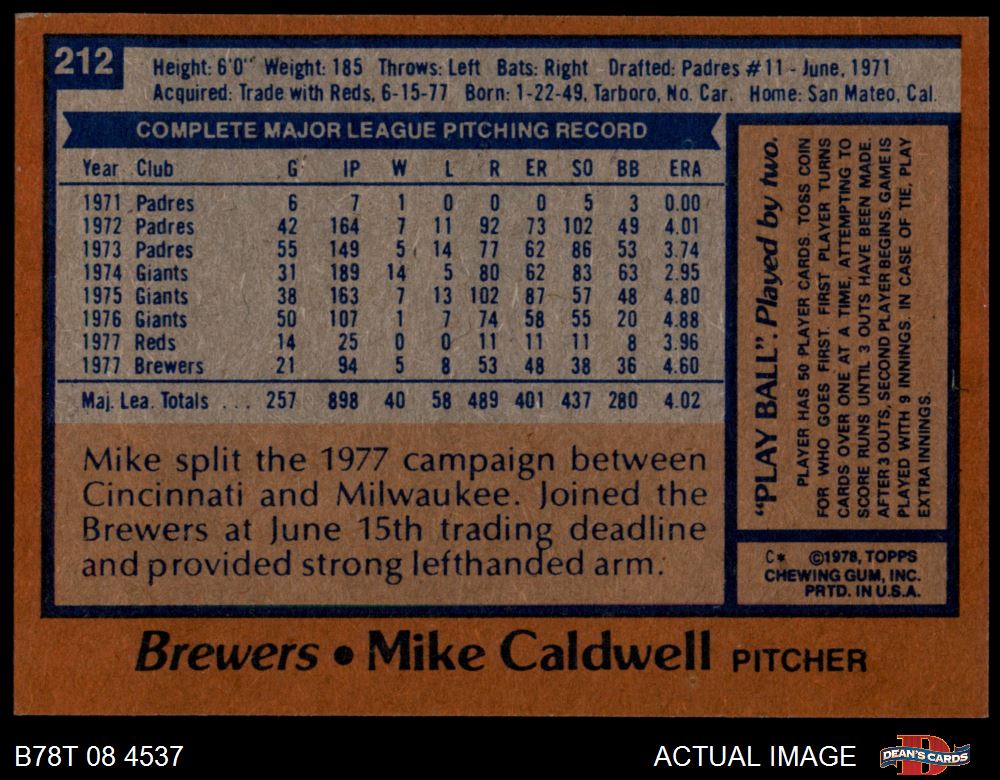 212
Height: 6'0" Weight: 185 Throws: Left Bats: Right Drafted: Padres #11 - June, 1971
Acquired: Trade with Reds, 6-15-77 Born: 1-22-49, Tarboro, No. Car. Home: San Mateo, Cal.
COMPLETE MAJOR LEAGUE PITCHING RECORD
Year Club G IP W L R ER SO BB ERA
1971 Padres 6 7 1 0 0 0 5 3 0.00
1972 Padres 42 164 7 11 92 73 102 49 4.01
1973 Padres 55 149 5 14 77 62 86 53 3.74
1974 Giants 31 189 14 5 80 62 83 63 2.95
1975 Giants 38 163 7 13 102 87 57 48 4.80
1976 Giants 50 107 1 7 74 58 55 20 4.88
1977 Reds 14 25 0 0 11 11 11 8 3.96
1977 Brewers 21 94 5 8 53 48 38 36 4.60
Maj. Lea. Totals ... 257 898 40 58 489 401 437 280 4.02
Mike split the 1977 campaign between
Cincinnati and Milwaukee. Joined the
Brewers at June 15th trading deadline
and provided strong lefthanded arm.
"PLAY BALL". Played by two.
PLAYER HAS 50 PLAYER CARDS. TOSS COIN
FOR WHO GOES FIRST. FIRST PLAYER TURNS
CARDS OVER ONE AT A TIME, ATTEMPTING TO
SCORE RUNS UNTIL 3 OUTS HAVE BEEN MADE.
AFTER 3 OUTS, SECOND PLAYER BEGINS. GAME IS
PLAYED WITH 9 INNINGS. IN CASE OF TIE, PLAY
EXTRA INNINGS.
C* ©1978, TOPPS
CHEWING GUM, INC.
PRTD. IN U.S.A.
Brewers • Mike Caldwell PITCHER
B78T 08 4537
ACTUAL IMAGE
DEAN'S CARDS